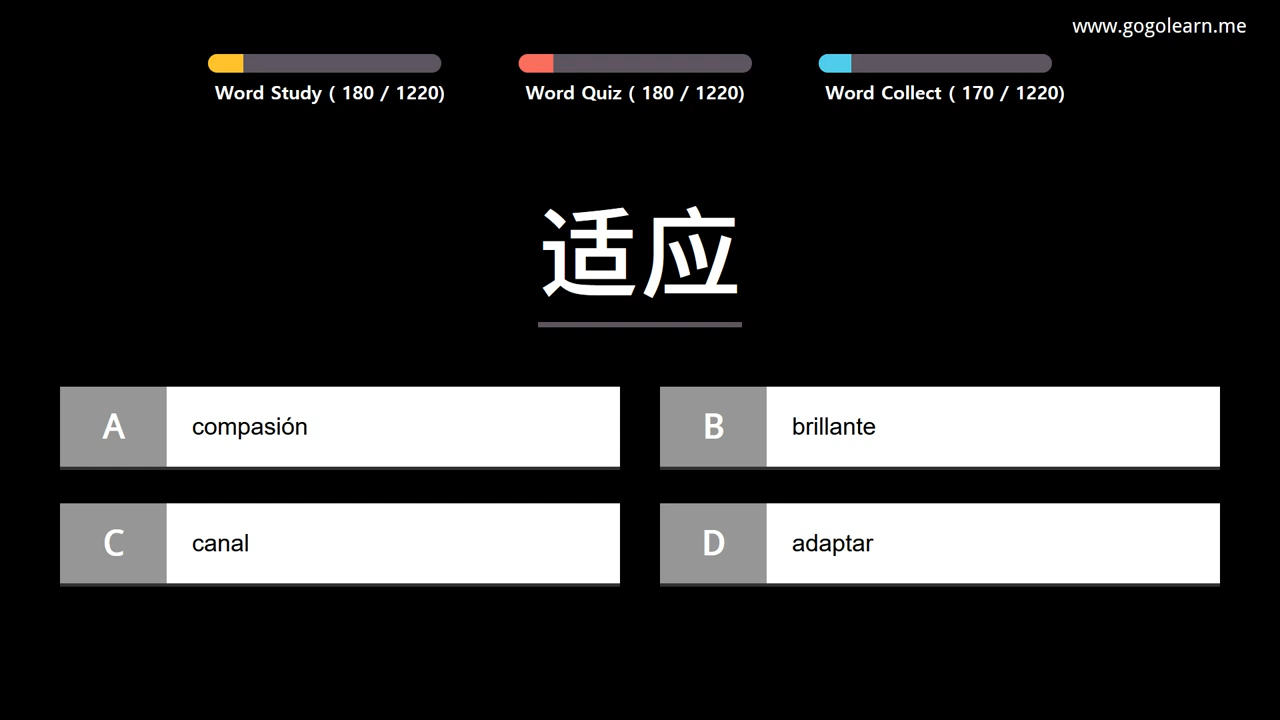 www.gogolearn.me
Word Study ( 180 / 1220)
Word Quiz ( 180 / 1220)
Word Collect ( 170 / 1220)
适应
A compasión
B brillante
C canal
D adaptar